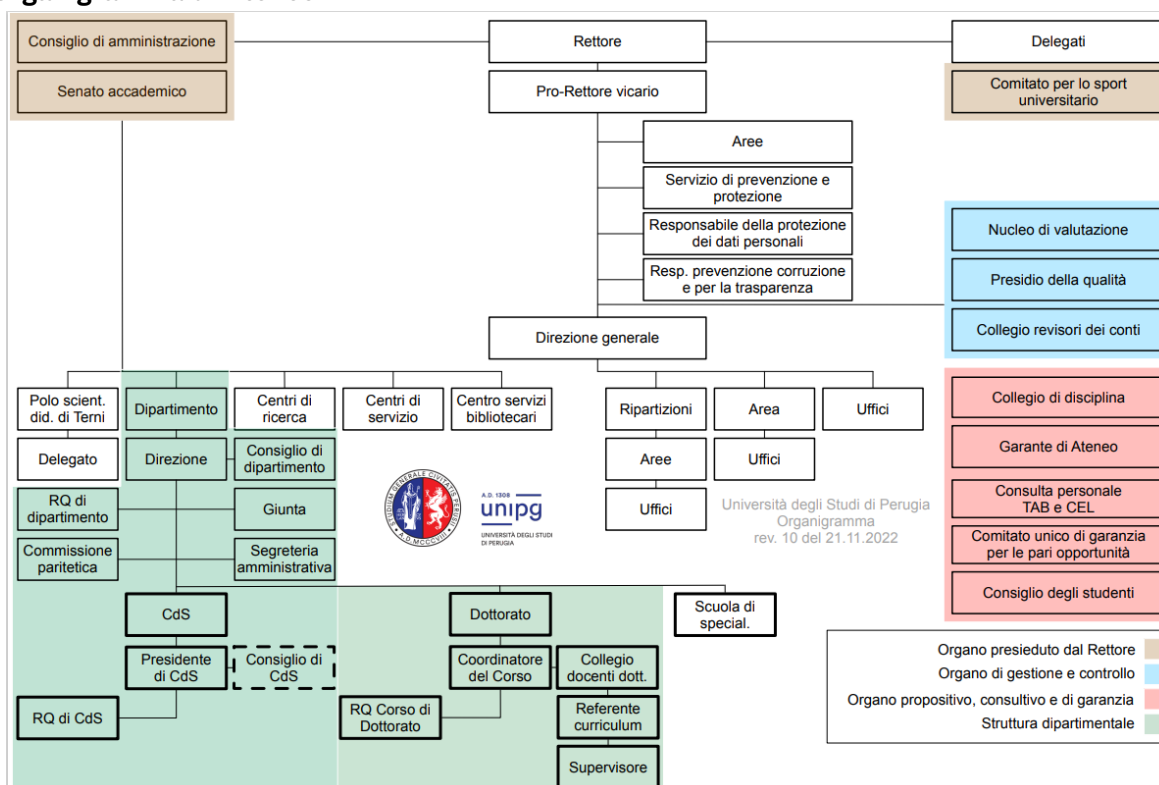 Consiglio di amministrazione
Rettore
Delegati
Senato accademico
Pro-Rettore vicario
Comitato per lo sport
universitario
Aree
Servizio di prevenzione e
protezione
Responsabile della protezione
dei dati personali
Resp. prevenzione corruzione
e per la trasparenza
Nucleo di valutazione
Presidio della qualità
Collegio revisori dei conti
Direzione generale
Polo scient.
did. di Terni
Dipartimento
Centri di
ricerca
Centri di
servizio
Centro servizi
bibliotecari
Ripartizioni
Area
Uffici
Delegato
Direzione
Consiglio di
dipartimento
Aree
Uffici
RQ di
dipartimento
Giunta
Uffici
Commissione
paritetica
Segreteria
amministrativa
STUDIUM GENERALE CIVITATIS PERUSII
A.D. MCCCVIII
A.D. 1308
unipg
UNIVERSITÀ DEGLI STUDI
DI PERUGIA
Università degli Studi di Perugia
Organigramma
rev. 10 del 21.11.2022
Collegio di disciplina
Garante di Ateneo
Consulta personale
TAB e CEL
Comitato unico di garanzia
per le pari opportunità
Consiglio degli studenti
CdS
Dottorato
Scuola di
special.
Presidente
di CdS
Consiglio di
CdS
Coordinatore
del Corso
Collegio
docenti dott.
RQ di CdS
RQ Corso di
Dottorato
Referente
curriculum
Supervisore
Organo presieduto dal Rettore
Organo di gestione e controllo
Organo propositivo, consultivo e di garanzia
Struttura dipartimentale